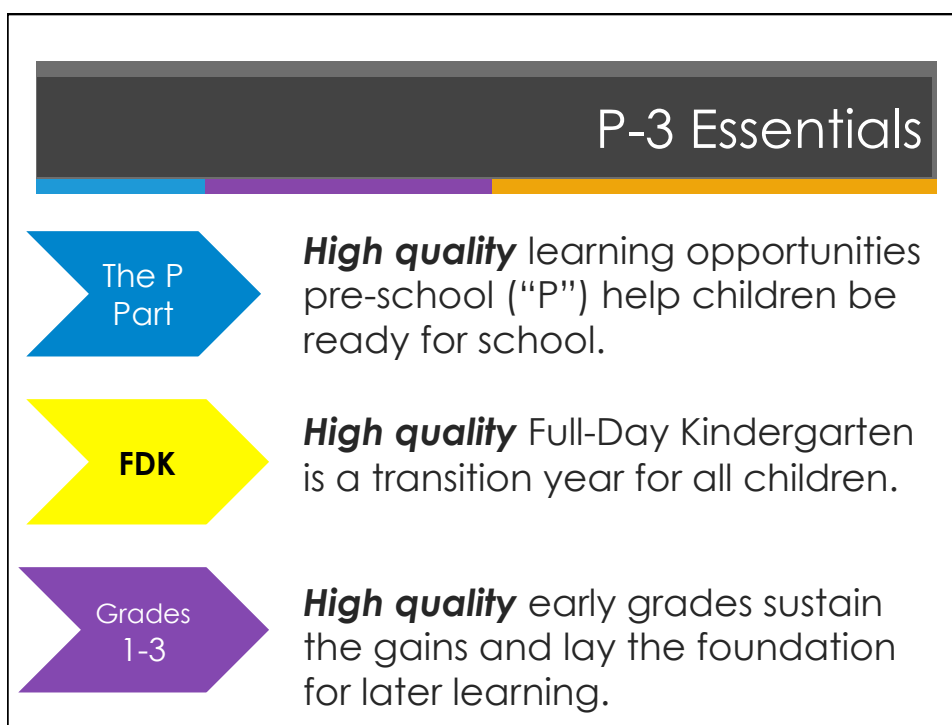 P-3 Essentials
The P
Part
High quality learning opportunities
pre-school (“P”) help children be
ready for school.
FDK
High quality Full-Day Kindergarten
is a transition year for all children.
Grades
1-3
High quality early grades sustain
the gains and lay the foundation
for later learning.